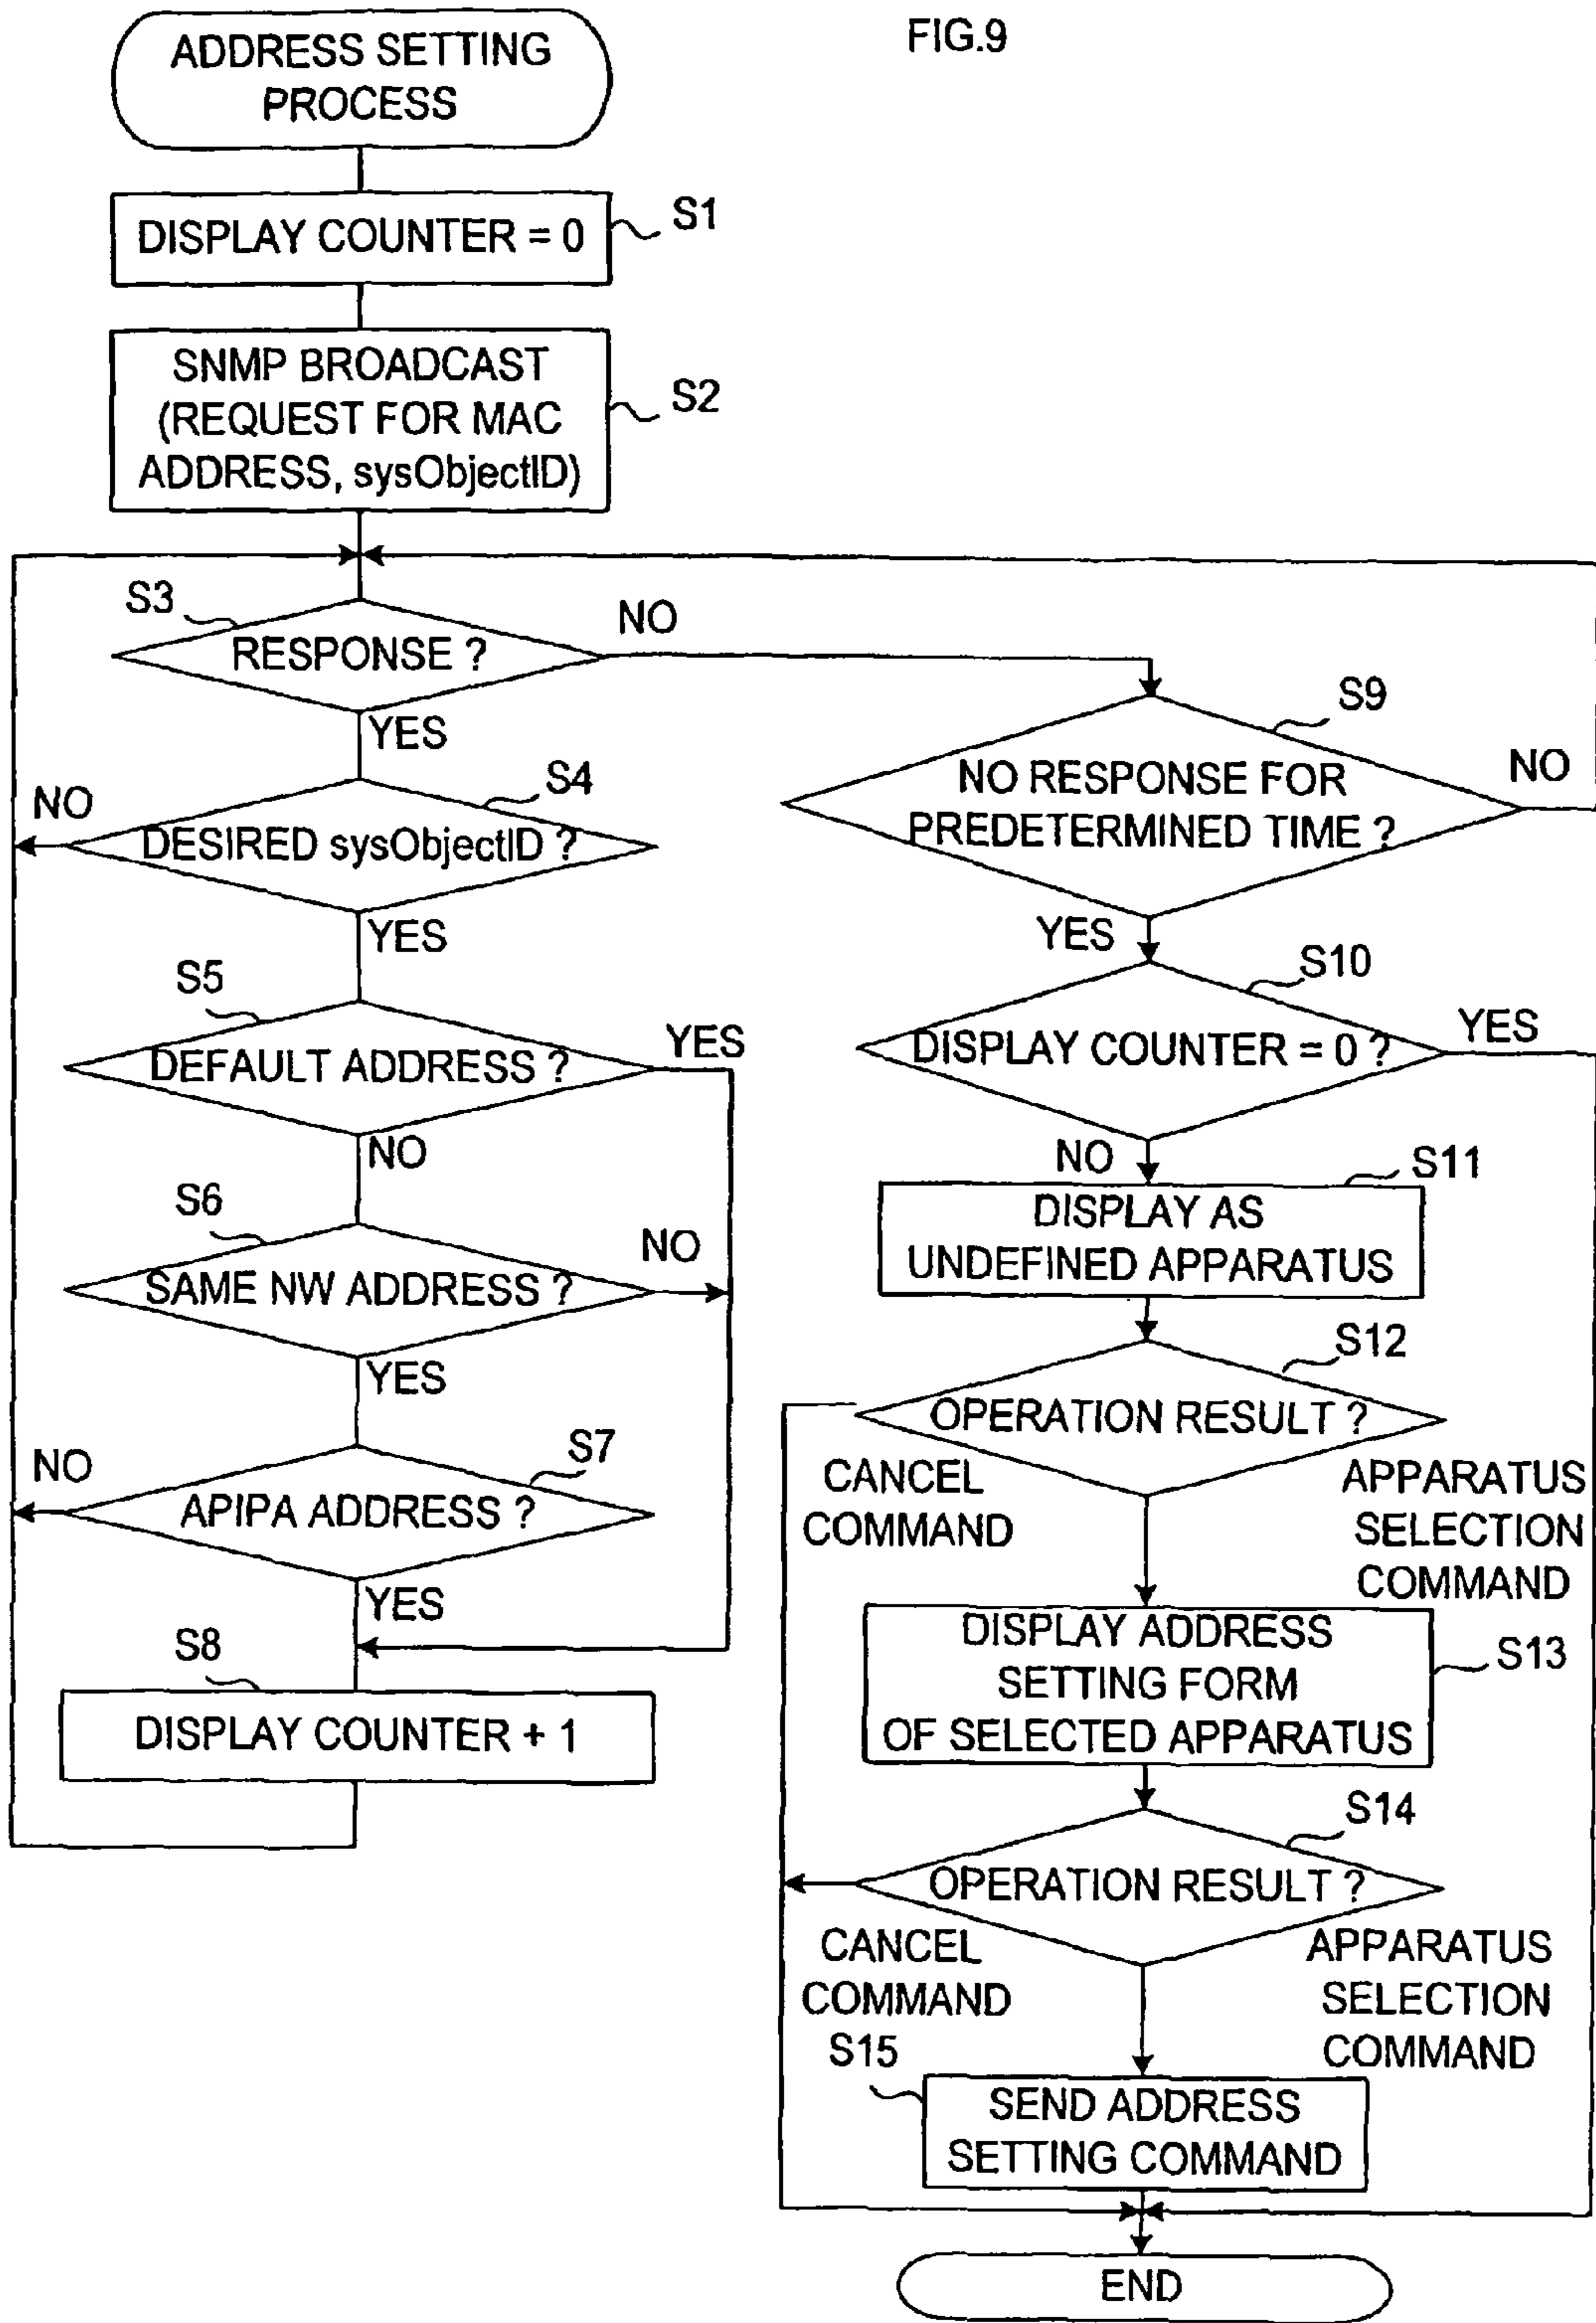 FIG.9
ADDRESS SETTING
PROCESS
DISPLAY COUNTER = 0
S1
SNMP BROADCAST
(REQUEST FOR MAC
ADDRESS, sysObjectID)
S2
S3
RESPONSE ?
NO
YES
S4
NO
DESIRED sysObjectID ?
YES
S5
DEFAULT ADDRESS ?
YES
NO
S6
SAME NW ADDRESS ?
NO
YES
S7
NO
APIPA ADDRESS ?
YES
S8
DISPLAY COUNTER + 1
S9
NO RESPONSE FOR
PREDETERMINED TIME ?
NO
YES
S10
DISPLAY COUNTER = 0 ?
YES
NO
S11
DISPLAY AS
UNDEFINED APPARATUS
S12
OPERATION RESULT ?
CANCEL
COMMAND
APPARATUS
SELECTION
COMMAND
DISPLAY ADDRESS
SETTING FORM
OF SELECTED APPARATUS
S13
S14
OPERATION RESULT ?
CANCEL
COMMAND
APPARATUS
SELECTION
COMMAND
S15
SEND ADDRESS
SETTING COMMAND
END